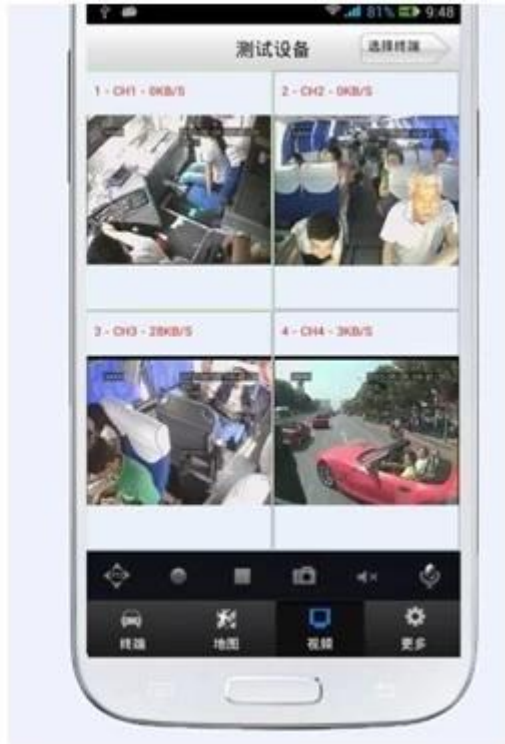 81% 9:48
测试设备
选择终端
1 - CH1 - 0KB/S
2 - CH2 - 0KB/S
3 - CH3 - 28KB/S
4 - CH4 - 3KB/S
终端
地图
视频
更多